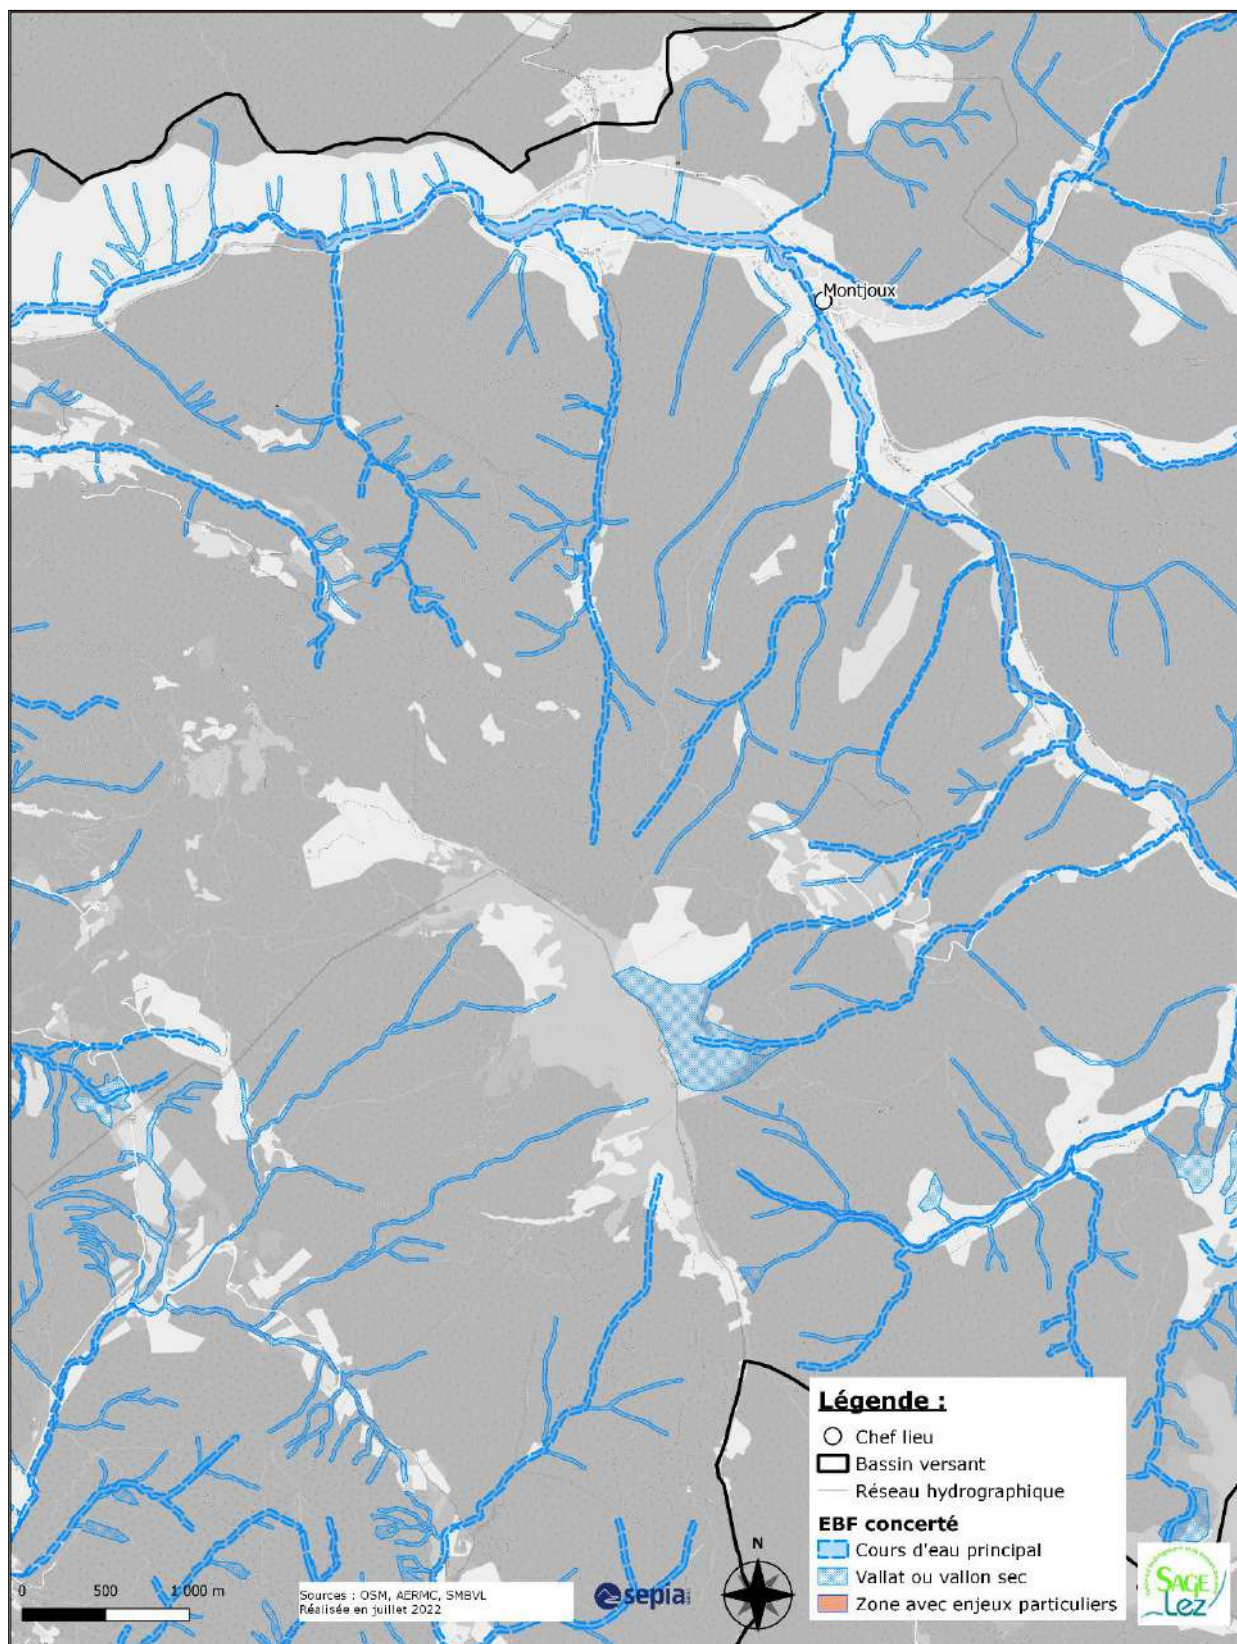 Montjoux
Légende :
Chef lieu
Bassin versant
Réseau hydrographique
EBF concerté
Cours d'eau principal
Vallat ou vallon sec
Zone avec enjeux particuliers
N
0 500 1 000 m
Sources : OSM, AERMC, SMBVL
Réalisée en juillet 2022
sepia
SAGE
Lez